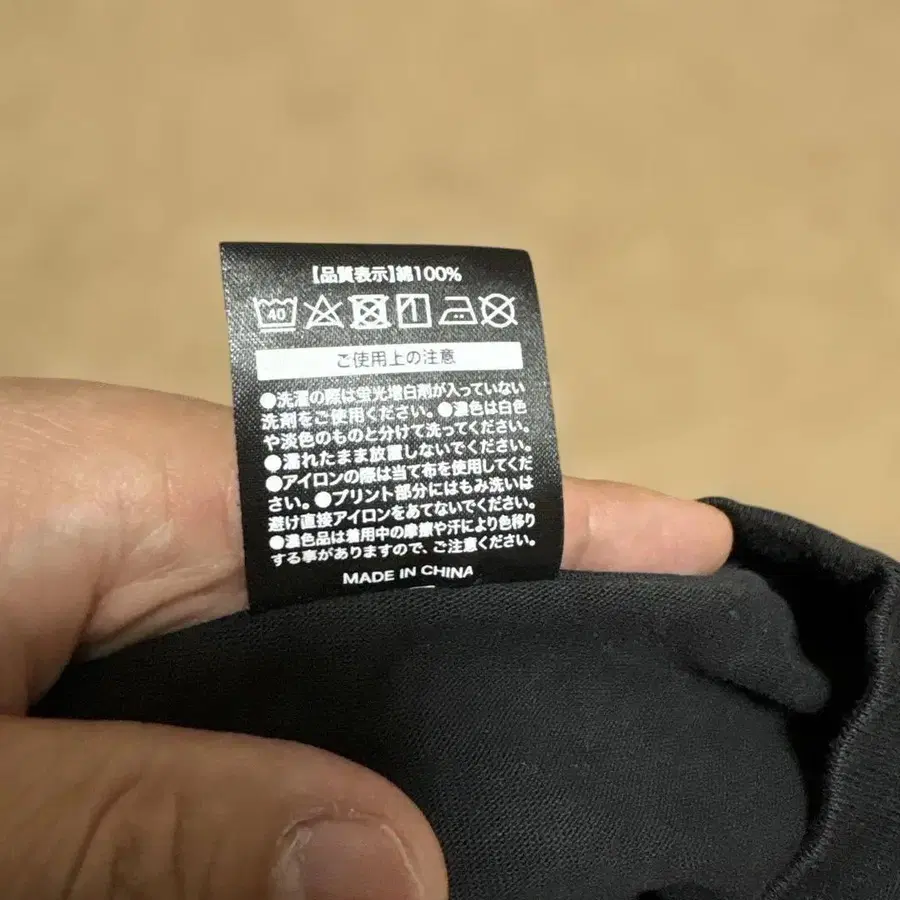 【品質表示】綿100%
40
ご使用上の注意
●洗濯の際は蛍光増白剤が入っていない
洗剤をご使用ください。●濃色は白色
や淡色のものと分けて洗ってください。
●濡れたまま放置しないでください。
●アイロンの際は当て布を使用してくだ
さい。●プリント部分にはもみ洗いは
避け直接アイロンをあてないでください。
●濃色品は着用中の摩擦や汗により色移り
する事がありますので、ご注意ください。
MADE IN CHINA